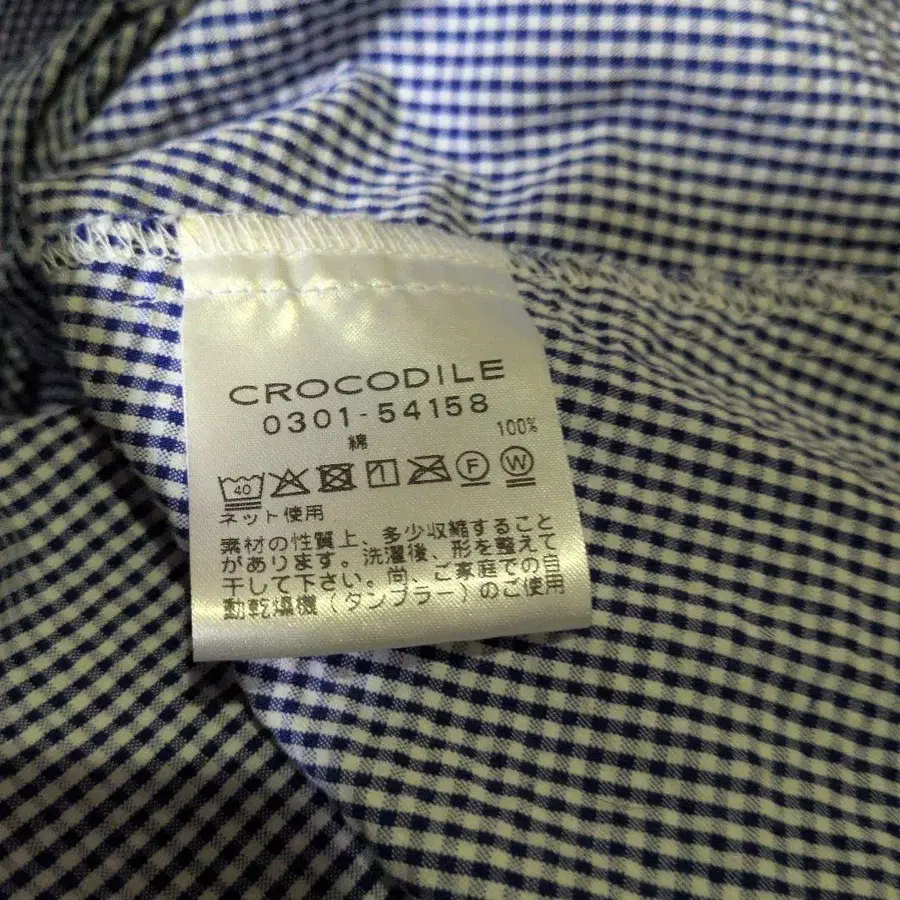 CROCODILE
0301-54158
綿 100%
40 1 F W
ネット使用
素材の性質上、多少収縮すること
があります。洗濯後、形を整えて
干して下さい。尚、ご家庭での自
動乾燥機(タンブラー)のご使用